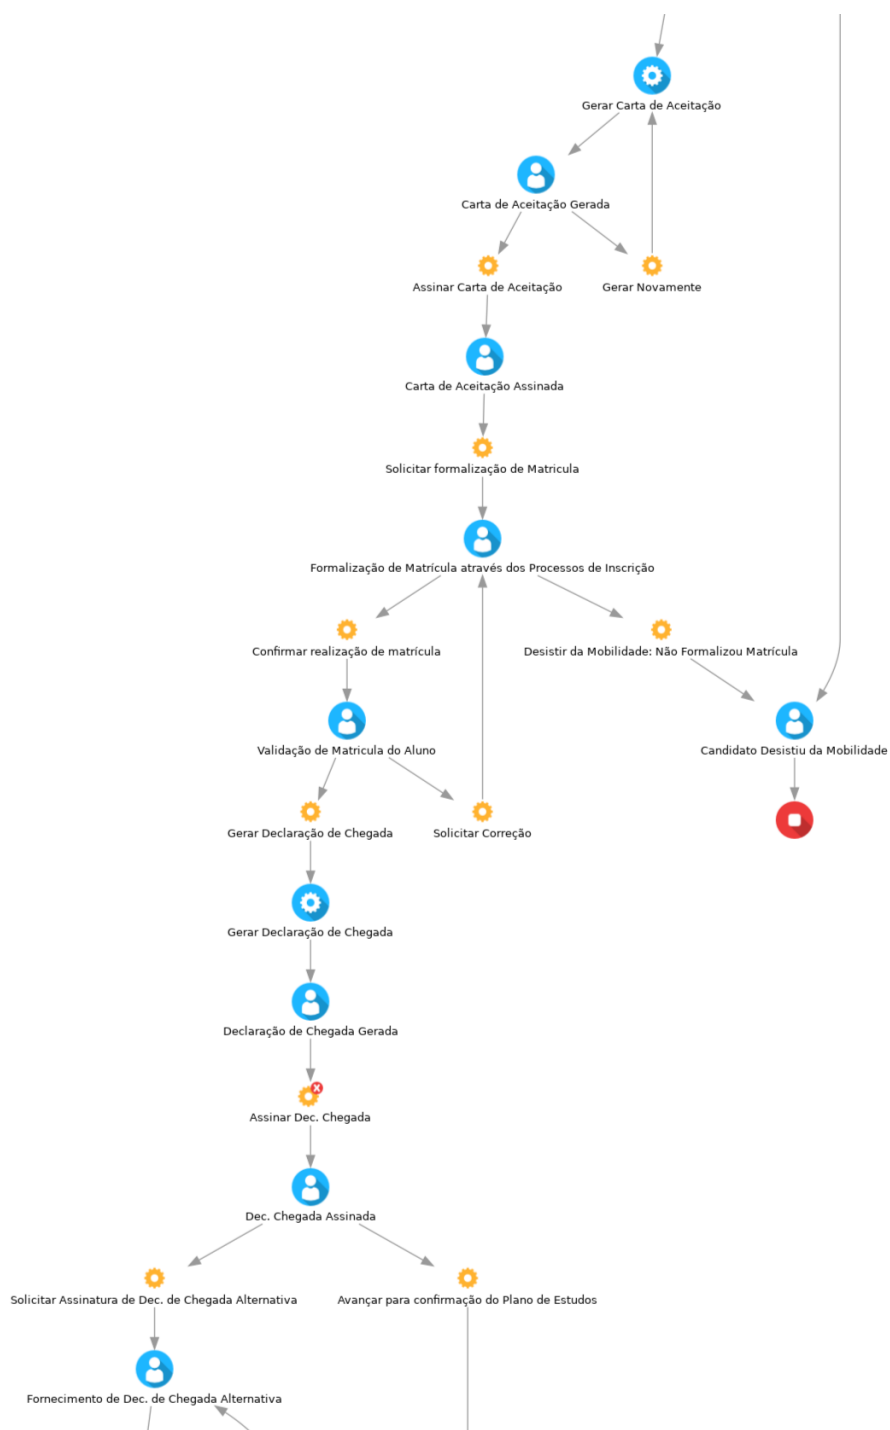 Gerar Carta de Aceitação
Carta de Aceitação Gerada
Assinar Carta de Aceitação
Gerar Novamente
Carta de Aceitação Assinada
Solicitar formalização de Matricula
Formalização de Matrícula através dos Processos de Inscrição
Confirmar realização de matrícula
Desistir da Mobilidade: Não Formalizou Matrícula
Validação de Matricula do Aluno
Candidato Desistiu da Mobilidade
Gerar Declaração de Chegada
Solicitar Correção
Gerar Declaração de Chegada
Declaração de Chegada Gerada
Assinar Dec. Chegada
Dec. Chegada Assinada
Solicitar Assinatura de Dec. de Chegada Alternativa
Avançar para confirmação do Plano de Estudos
Fornecimento de Dec. de Chegada Alternativa